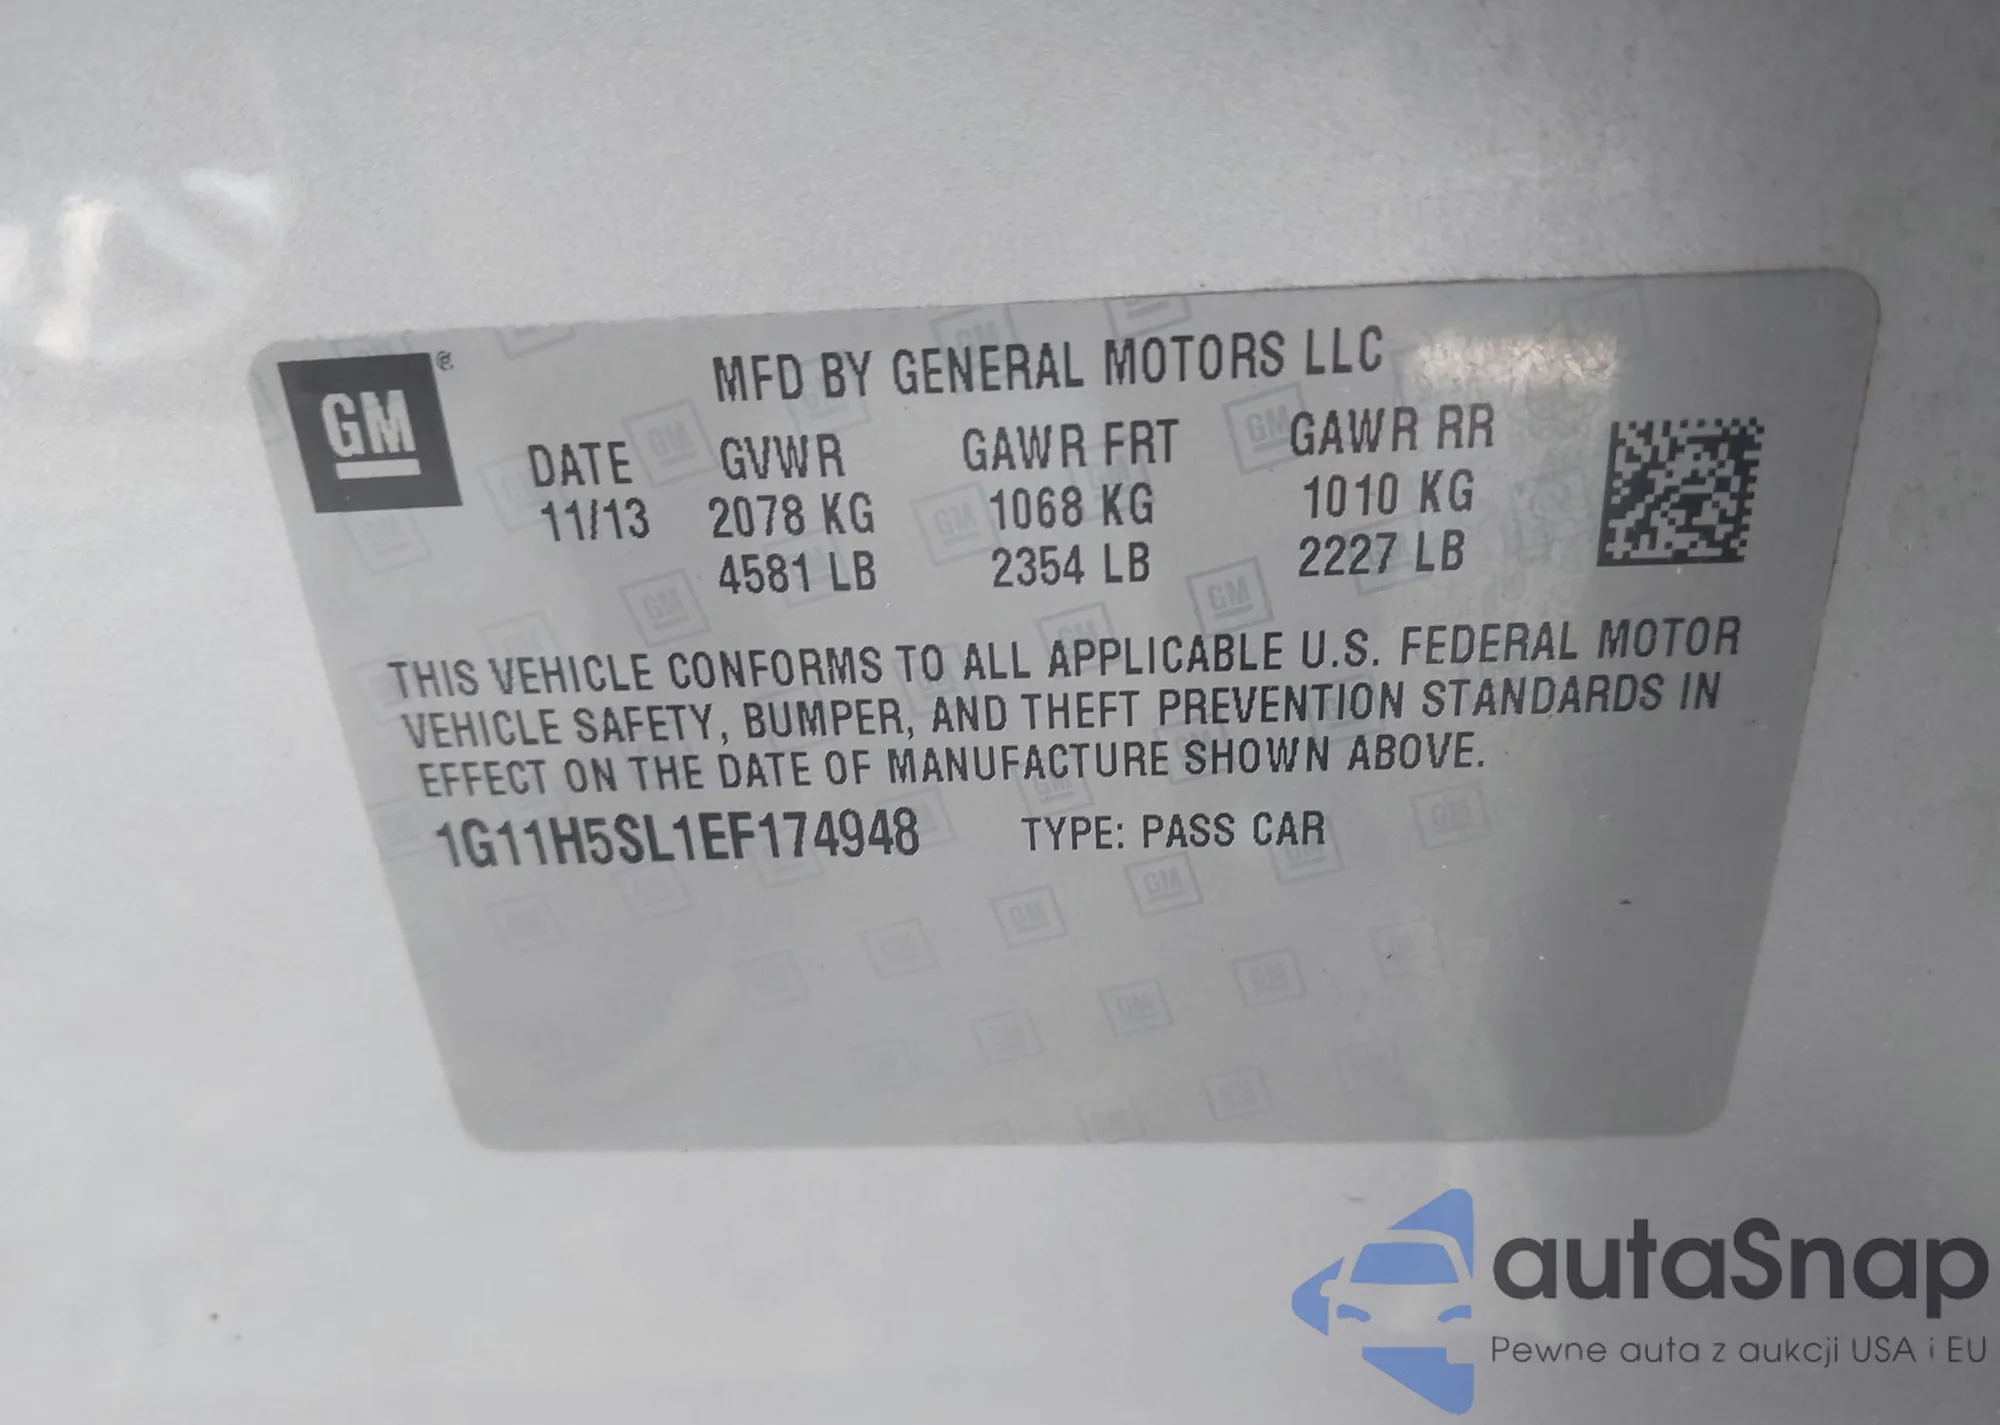 GM ®
MFD BY GENERAL MOTORS LLC
DATE GVWR GAWR FRT GAWR RR
11/13 2078 KG 1068 KG 1010 KG
4581 LB 2354 LB 2227 LB
THIS VEHICLE CONFORMS TO ALL APPLICABLE U.S. FEDERAL MOTOR
VEHICLE SAFETY, BUMPER, AND THEFT PREVENTION STANDARDS IN
EFFECT ON THE DATE OF MANUFACTURE SHOWN ABOVE.
1G11H5SL1EF174948 TYPE: PASS CAR
autaSnap
Pewne auta z aukcji USA i EU